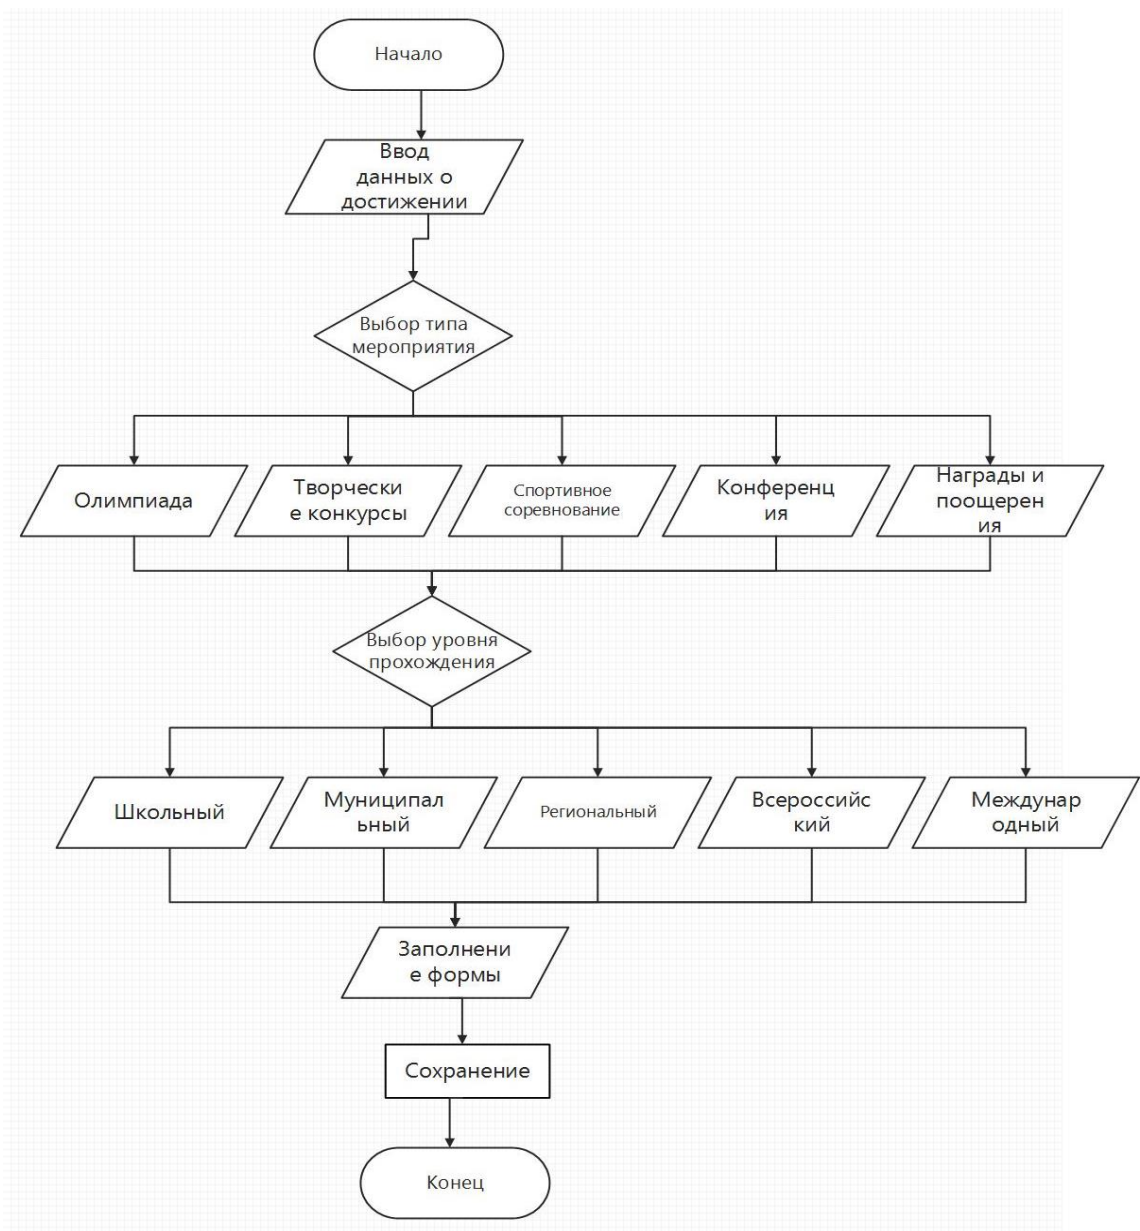 Начало
Ввод
данных о
достижении
Выбор типа
мероприятия
Олимпиада
Творчески
е конкурсы
Спортивное
соревнование
Конференц
ия
Награды и
поощерен
ия
Выбор уровня
прохождения
Школьный
Муниципал
ьный
Региональный
Всероссийс
кий
Междунар
одный
Заполнени
е формы
Сохранение
Конец